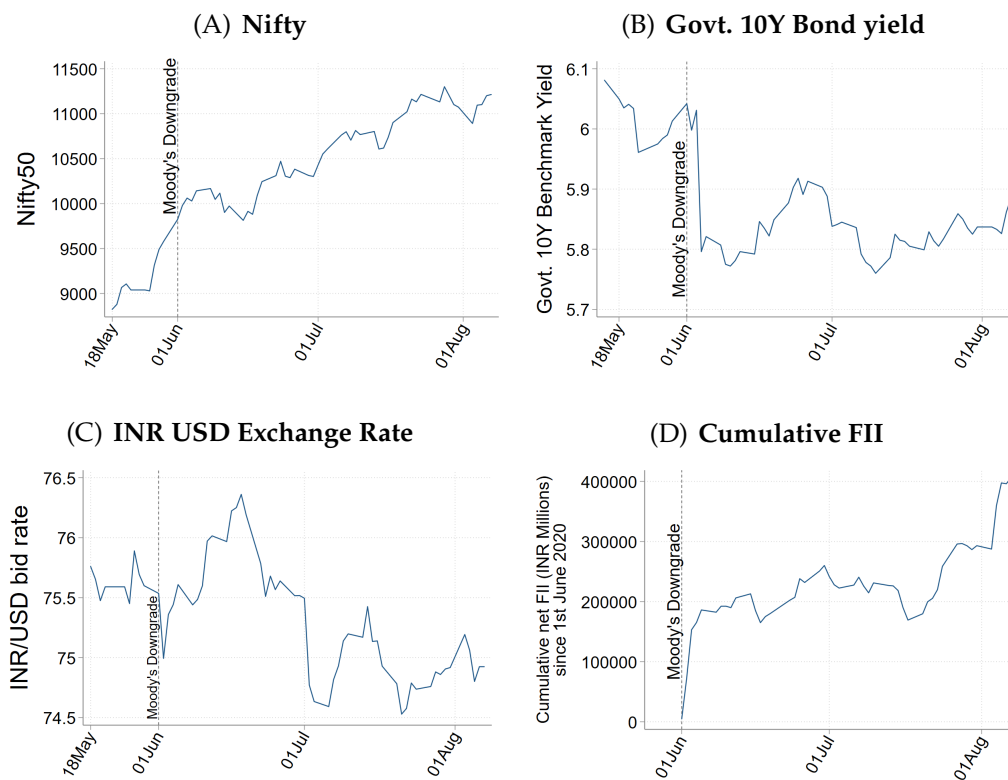 (A) Nifty
Nifty50
11500
11000
10500
10000
9500
9000
Moody's Downgrade
18May
01Jun
01Jul
01Aug
(B) Govt. 10Y Bond yield
Govt. 10Y Benchmark Yield
6.1
6
5.9
5.8
5.7
Moody's Downgrade
18May
01Jun
01Jul
01Aug
(C) INR USD Exchange Rate
INR/USD bid rate
76.5
76
75.5
75
74.5
Moody's Downgrade
18May
01Jun
01Jul
01Aug
(D) Cumulative FII
Cumulative net FII (INR Millions)
since 1st June 2020
400000
300000
200000
100000
0
Moody's Downgrade
01Jun
01Jul
01Aug